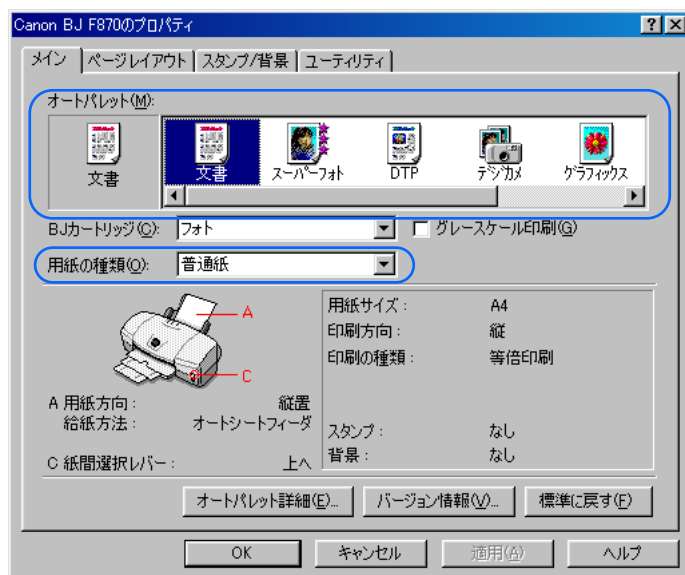 Canon BJ F870のプロパティ
メイン ページレイアウト スタンプ/背景 ユーティリティ
オートパレット(M):
文書 文書 スーパーフォト DTP デジカメ グラフィックス
BJカートリッジ(C): フォト グレースケール印刷(G)
用紙の種類(O): 普通紙
A
C
A 用紙方向: 縦置
給紙方法: オートシートフィーダ
C 紙間選択レバー: 上へ
用紙サイズ: A4
印刷方向: 縦
印刷の種類: 等倍印刷
スタンプ: なし
背景: なし
オートパレット詳細(E)... バージョン情報(V)... 標準に戻す(F)
OK キャンセル 適用(A) ヘルプ